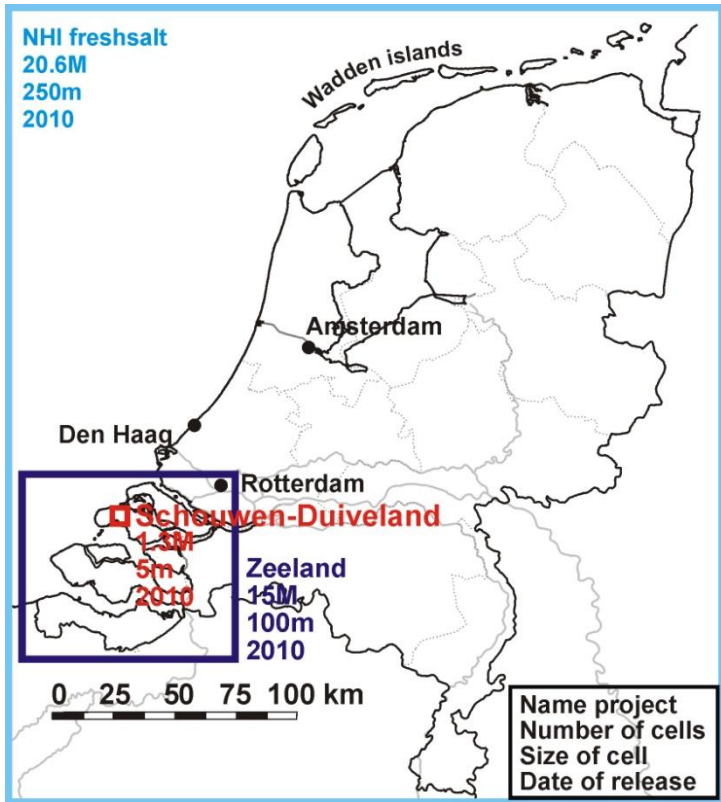 NHI freshsalt
20.6M
250m
2010
Wadden islands
Amsterdam
Den Haag
Rotterdam
Schouwen-Duiveland
1.3M
5m
2010
Zeeland
15M
100m
2010
0 25 50 75 100 km
Name project
Number of cells
Size of cell
Date of release